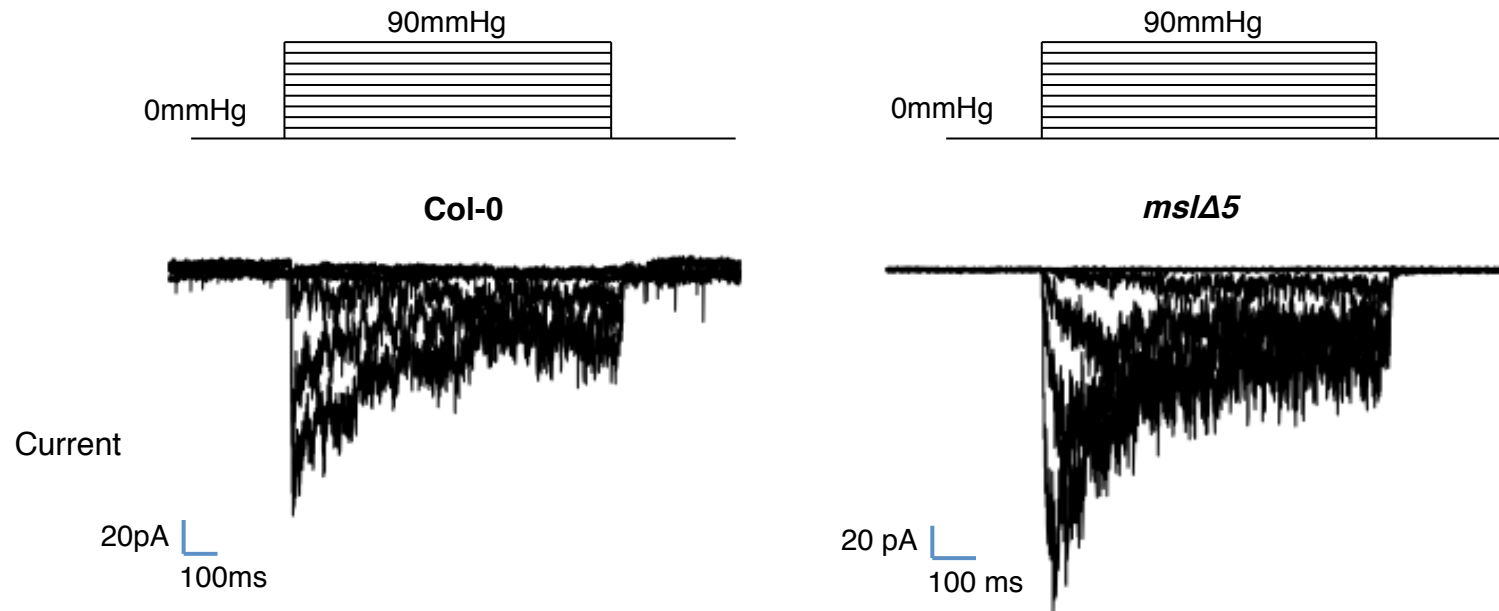 90mmHg
0mmHg
Col-0
Current
20pA
100ms
90mmHg
0mmHg
mslΔ5
20 pA
100 ms